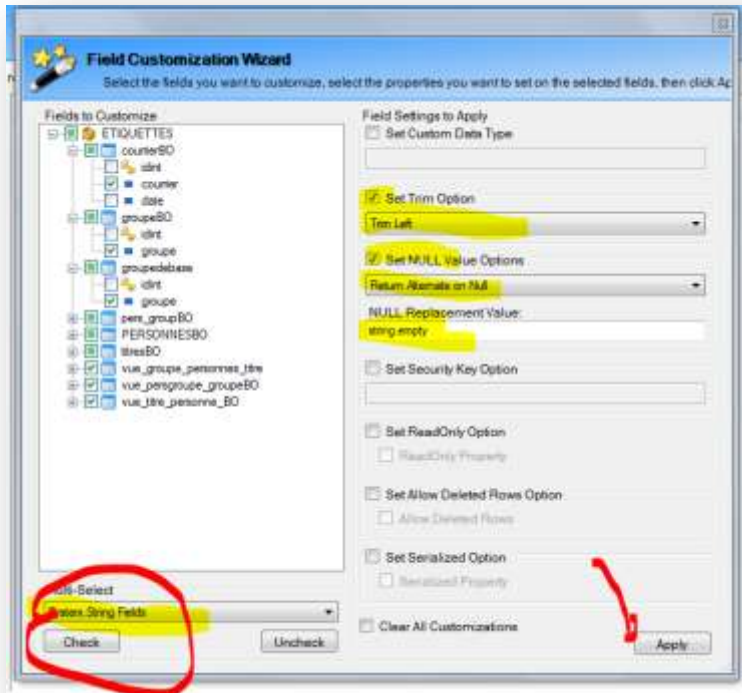 Field Customization Wizard
Select the fields you want to customize, select the properties you want to set on the selected fields, then click Ap
Fields to Customize
ETIQUETTES
courrierBO
idint
courrier
date
groupeBO
idint
groupe
groupedebase
idint
groupe
pers_groupBO
PERSONNESBO
titresBO
vue_groupe_personnes_titre
vue_persgroupe_groupeBO
vue_titre_personne_BO
Select
String Fields
Check
Uncheck
Field Settings to Apply
Set Custom Data Type
Set Trim Option
Trim Left
Set NULL Value Options
Return Alternate on Null
NULL Replacement Value:
string.empty
Set Security Key Option
Set ReadOnly Option
ReadOnly Property
Set Allow Deleted Rows Option
Allow Deleted Rows
Set Serialized Option
Serialized Property
Clear All Customizations
Apply